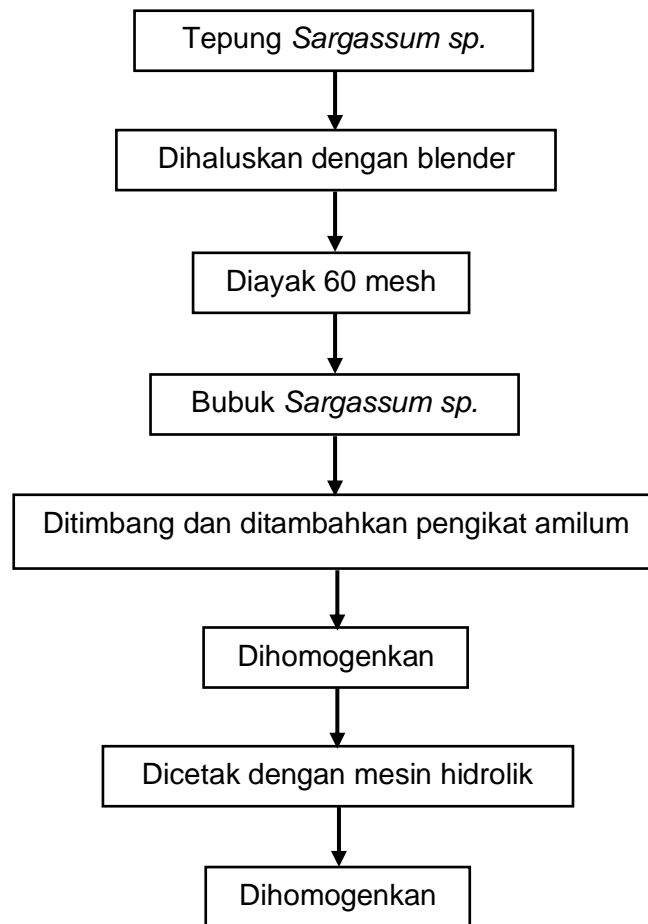 Tepung Sargassum sp.
Dihaluskan dengan blender
Diayak 60 mesh
Bubuk Sargassum sp.
Ditimbang dan ditambahkan pengikat amilum
Dihomogenkan
Dicetak dengan mesin hidrolik
Dihomogenkan